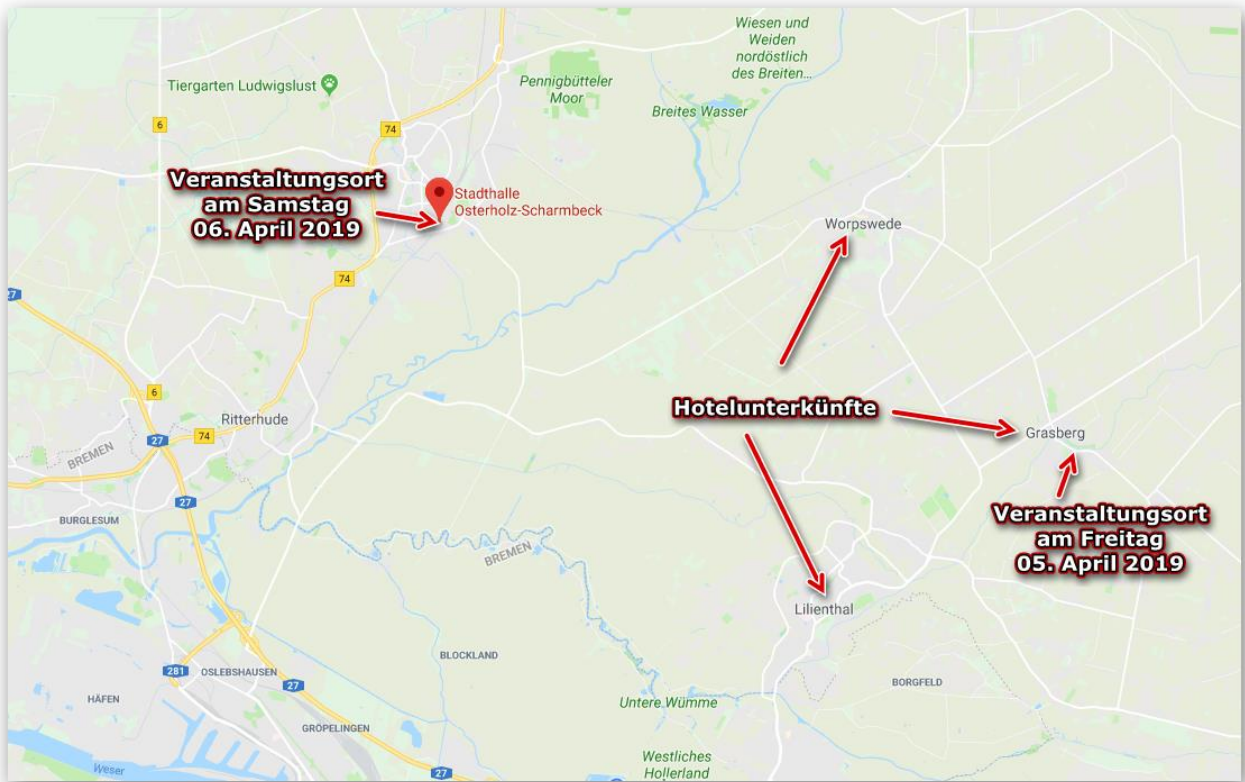 Wiesen und
Weiden
nordöstlich
des Breiten...
Tiergarten Ludwigslust
Pennigbütteler
Moor
Breites Wasser
6
74
Veranstaltungsort
am Samstag
06. April 2019
Stadthalle
Osterholz-Scharmbeck
Worpswede
74
27
6
Hotelunterkünfte
Ritterhude
74
27
BREMEN
Grasberg
27
Veranstaltungsort
am Freitag
05. April 2019
BURGLESUM
BREMEN
Lilienthal
BLOCKLAND
281
OSLEBSHAUSEN
27
BORGFELD
HÄFEN
Untere Wümme
GRÖPELINGEN
Westliches
Hollerland
Weser
27